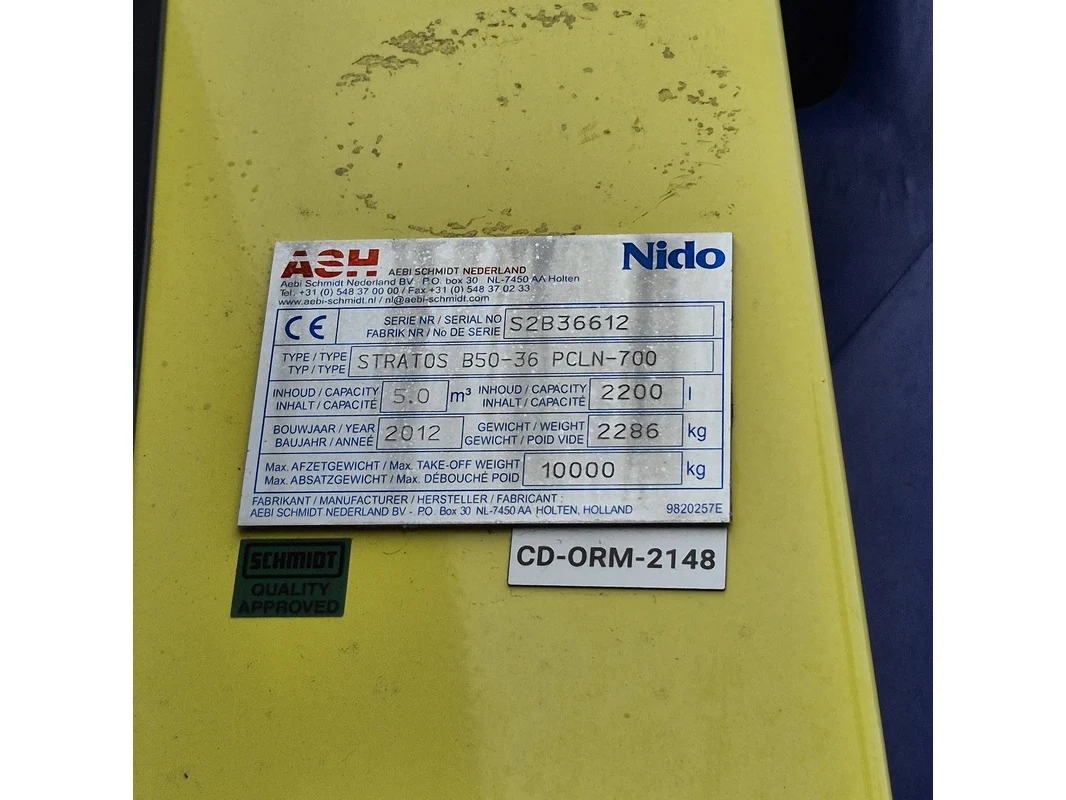 ASH AEBI SCHMIDT NEDERLAND
Nido
Aebi Schmidt Nederland BV P.O. box 30 NL-7450 AA Holten
Tel. +31 (0) 548 37 00 00 / Fax +31 (0) 548 37 02 33
www.aebi-schmidt.nl / nl@aebi-schmidt.com
CE
SERIE NR / SERIAL NO
FABRIK NR / No DE SERIE
S2B36612
TYPE / TYPE
TYP / TYPE
STRATOS B50-36 PCLN-700
INHOUD / CAPACITY
INHALT / CAPACITÉ
5.0 m³
INHOUD / CAPACITY
INHALT / CAPACITÉ
2200 l
BOUWJAAR / YEAR
BAUJAHR / ANNEÉ
2012
GEWICHT / WEIGHT
GEWICHT / POID VIDE
2286 kg
Max. AFZETGEWICHT / Max. TAKE-OFF WEIGHT
Max. ABSATZGEWICHT / Max. DÉBOUCHÉ POID
10000 kg
FABRIKANT / MANUFACTURER / HERSTELLER / FABRICANT :
AEBI SCHMIDT NEDERLAND BV - P.O. Box 30 NL-7450 AA HOLTEN, HOLLAND 9820257E
CD-ORM-2148
SCHMIDT
QUALITY
APPROVED